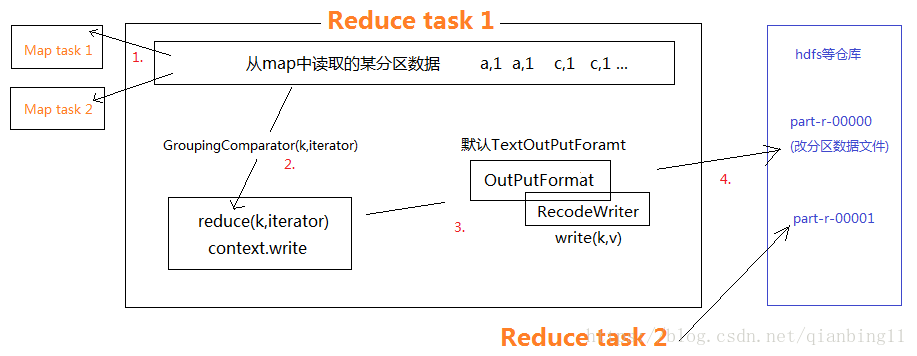 Reduce task 1
Map task 1
Map task 2
1.
从map中读取的某分区数据 a,1 a,1 c,1 c,1 ...
GroupingComparator(k,iterator)
2.
reduce(k,iterator)
context.write
3.
默认TextOutPutForamt
OutPutFormat
RecodeWriter
write(k,v)
4.
hdfs等仓库
part-r-00000
(改分区数据文件)
part-r-00001
Reduce task 2
blog.csdn.net/qianbing11